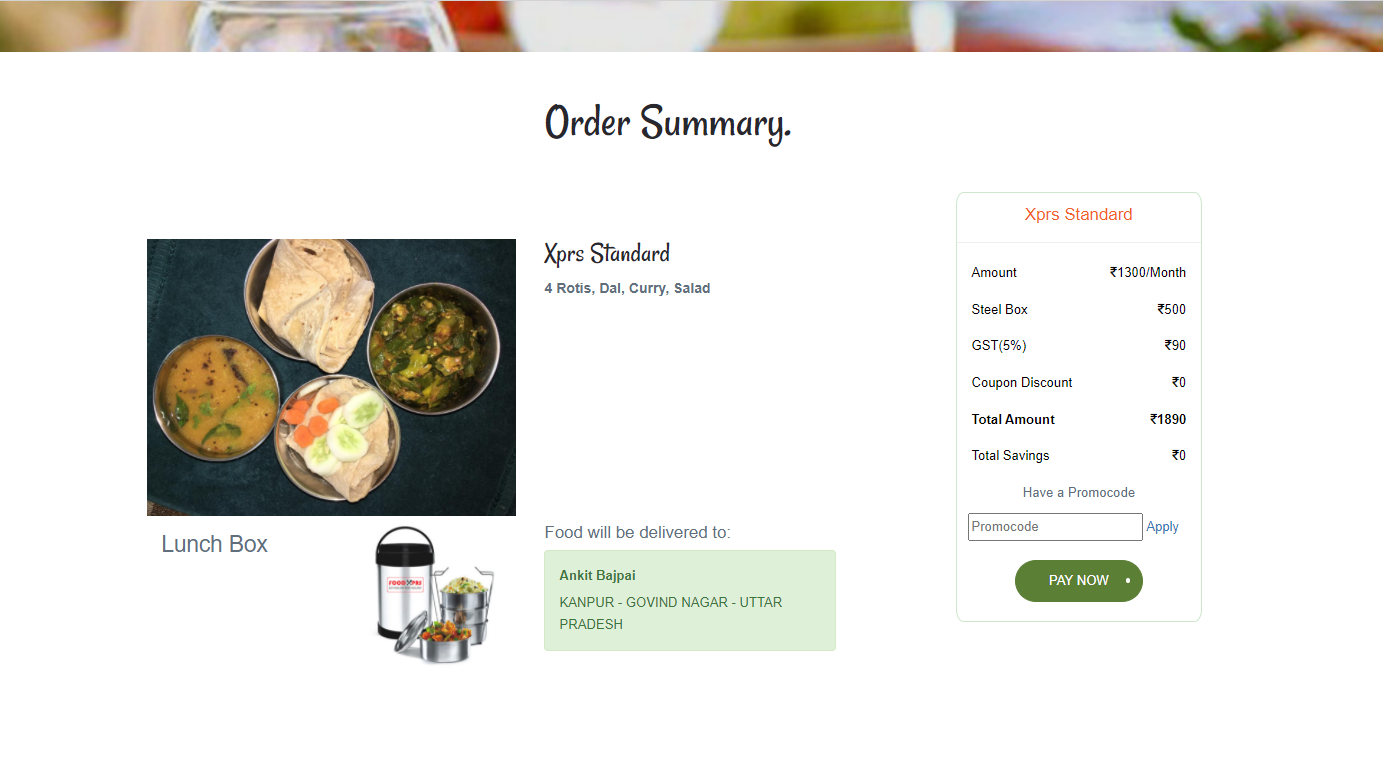 Order Summary.
Xprs Standard
4 Rotis, Dal, Curry, Salad
Lunch Box
FOOD XPRS
Food will be delivered to:
Ankit Bajpai
KANPUR - GOVIND NAGAR - UTTAR
PRADESH
Xprs Standard
Amount ₹1300/Month
Steel Box ₹500
GST(5%) ₹90
Coupon Discount ₹0
Total Amount ₹1890
Total Savings ₹0
Have a Promocode
Promocode Apply
PAY NOW